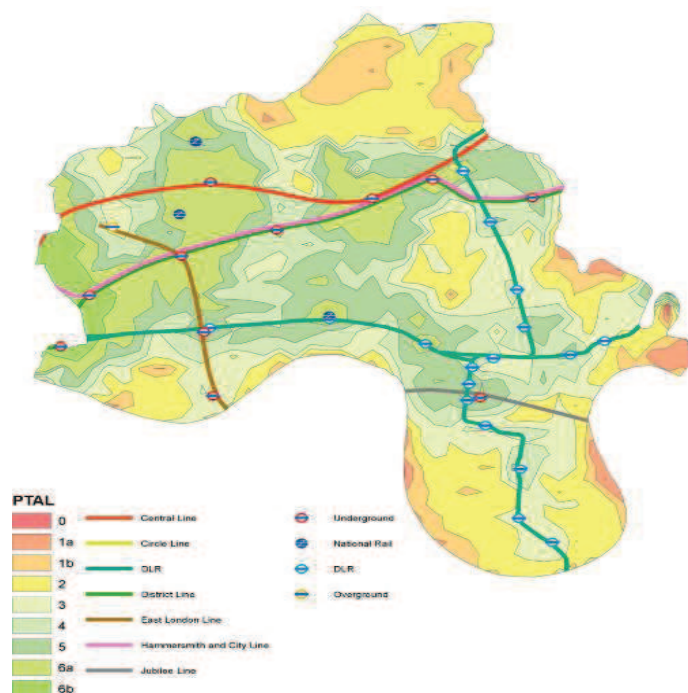 PTAL
0
1a
1b
2
3
4
5
6a
6b
Central Line
Circle Line
DLR
District Line
East London Line
Hammersmith and City Line
Jubilee Line
Underground
National Rail
DLR
Overground